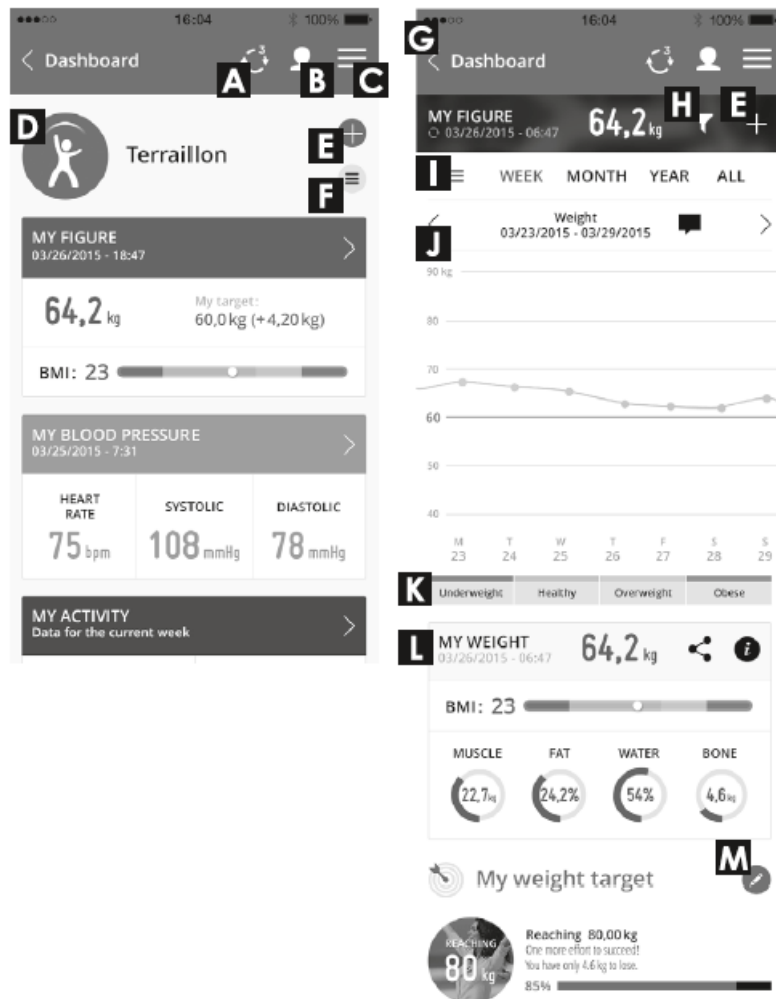 16:04 100%
Dashboard 3
A B C
D
Terraillon
E
F
MY FIGURE
03/26/2015 - 18:47
64,2 kg
My target:
60,0 kg (+4,20 kg)
BMI: 23
MY BLOOD PRESSURE
03/25/2015 - 7:31
HEART RATE SYSTOLIC DIASTOLIC
75 bpm 108 mmHg 78 mmHg
MY ACTIVITY
Data for the current week
16:04 100%
G
Dashboard 3
H E
MY FIGURE
03/26/2015 - 06:47
64,2 kg
I WEEK MONTH YEAR ALL
J
Weight
03/23/2015 - 03/29/2015
90 kg
80
70
60
50
40
M T W T F S S
23 24 25 26 27 28 29
K Underweight Healthy Overweight Obese
L MY WEIGHT
03/26/2015 - 06:47
64,2 kg i
BMI: 23
MUSCLE FAT WATER BONE
22,7kg 24,2% 54% 4,6kg
M
My weight target
REACHING
80 kg
Reaching 80,00 kg
One more effort to succeed!
You have only 4.6 kg to lose.
85%